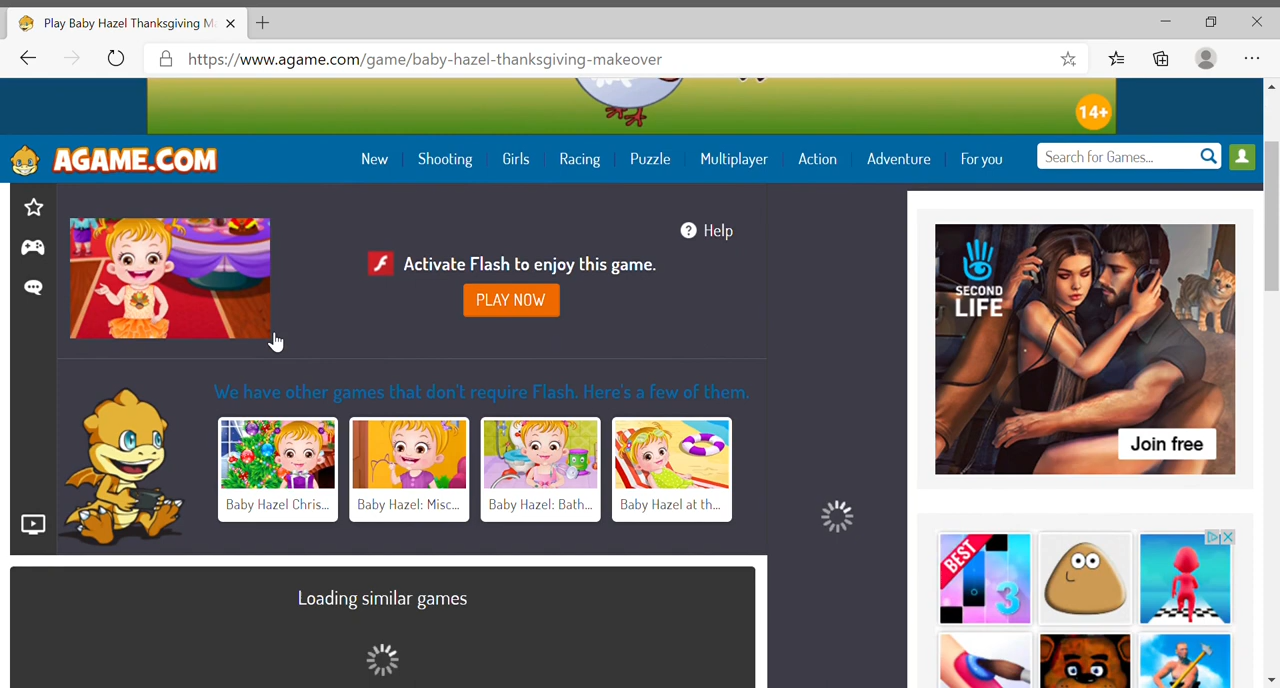 Play Baby Hazel Thanksgiving Ma
https://www.agame.com/game/baby-hazel-thanksgiving-makeover
14+
AGAME.COM
New
Shooting
Girls
Racing
Puzzle
Multiplayer
Action
Adventure
For you
Search for Games...
? Help
Activate Flash to enjoy this game.
PLAY NOW
We have other games that don't require Flash. Here's a few of them.
Baby Hazel Chris...
Baby Hazel: Misc...
Baby Hazel: Bath...
Baby Hazel at th...
Loading similar games
SECOND
LIFE
Join free
BEST
3